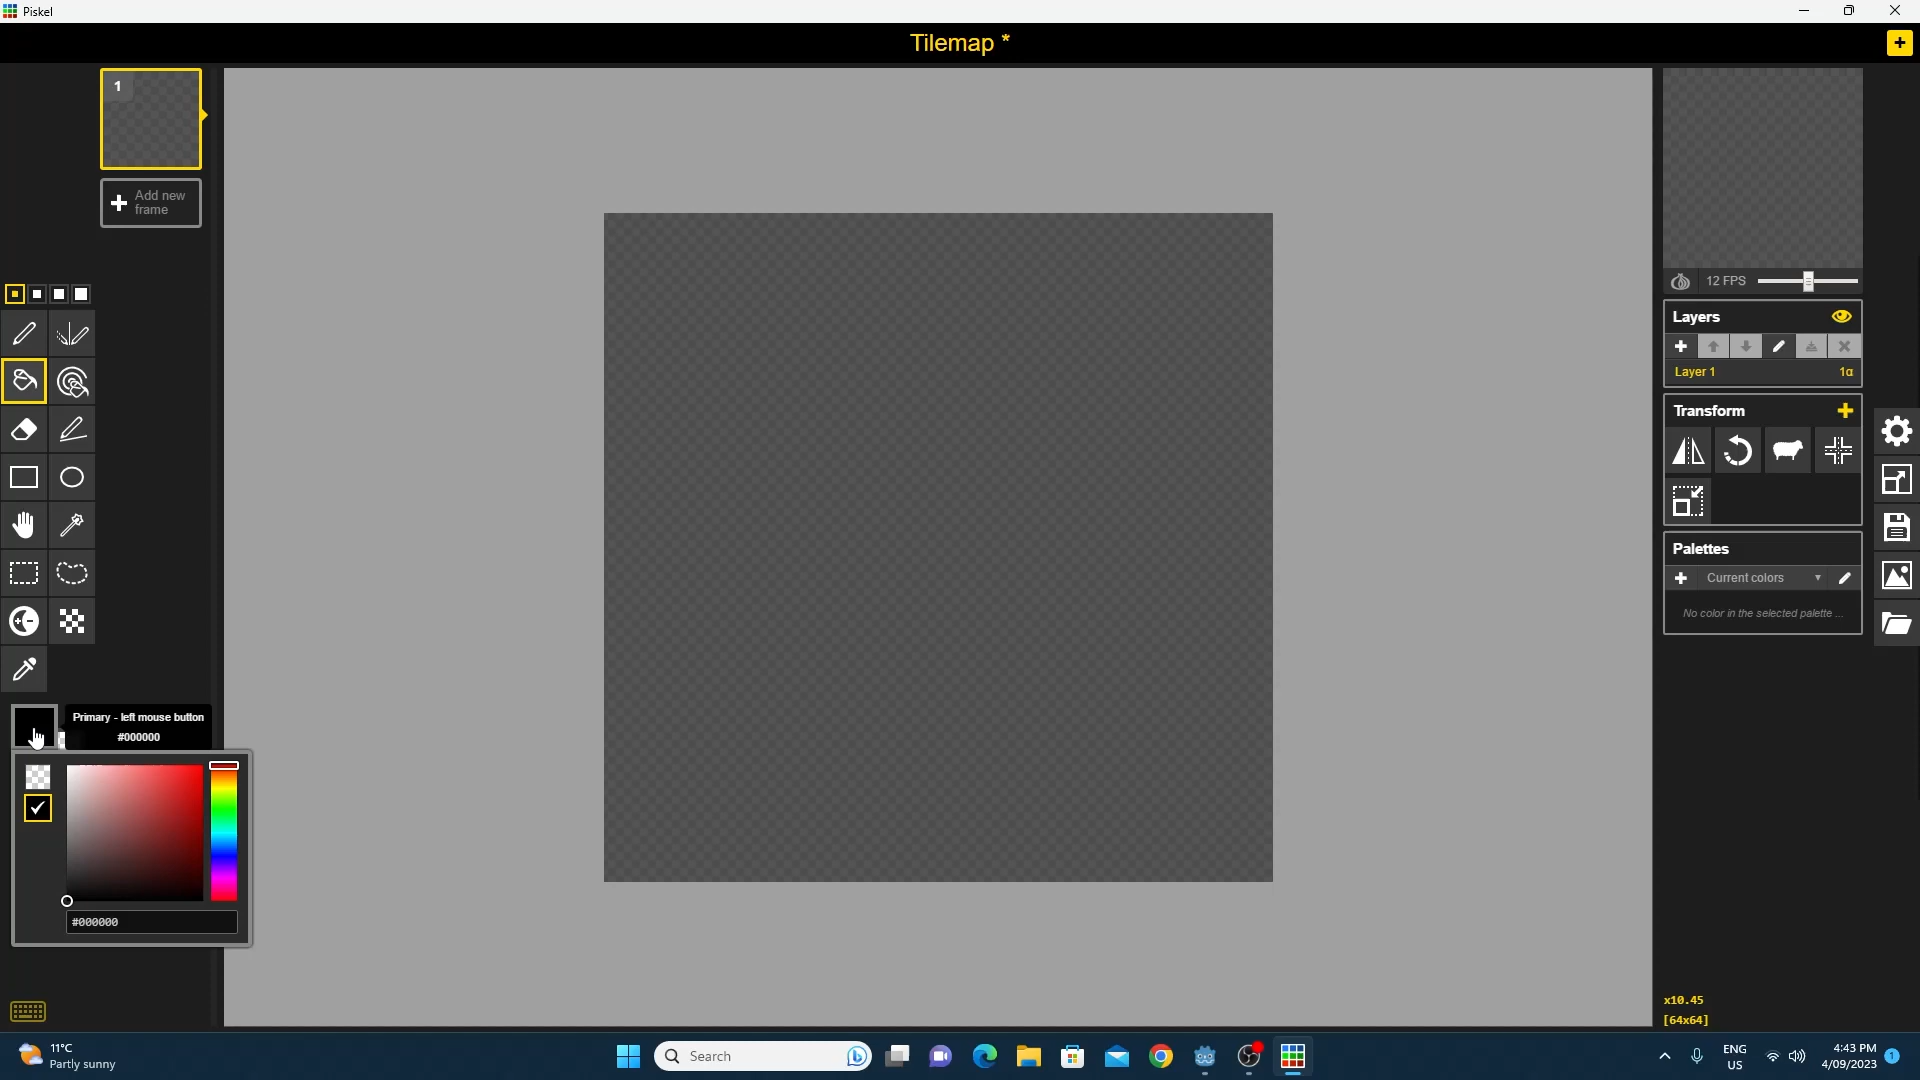 Piskel
Tilemap *
1
Add new
frame
12 FPS
Layers
Layer 1
1α
Transform
Palettes
Current colors
No color in the selected palette ...
Primary - left mouse button
#000000
#000000
x10.45
[64x64]
11°C
Partly sunny
Search
ENG
US
4:43 PM
4/09/2023
1